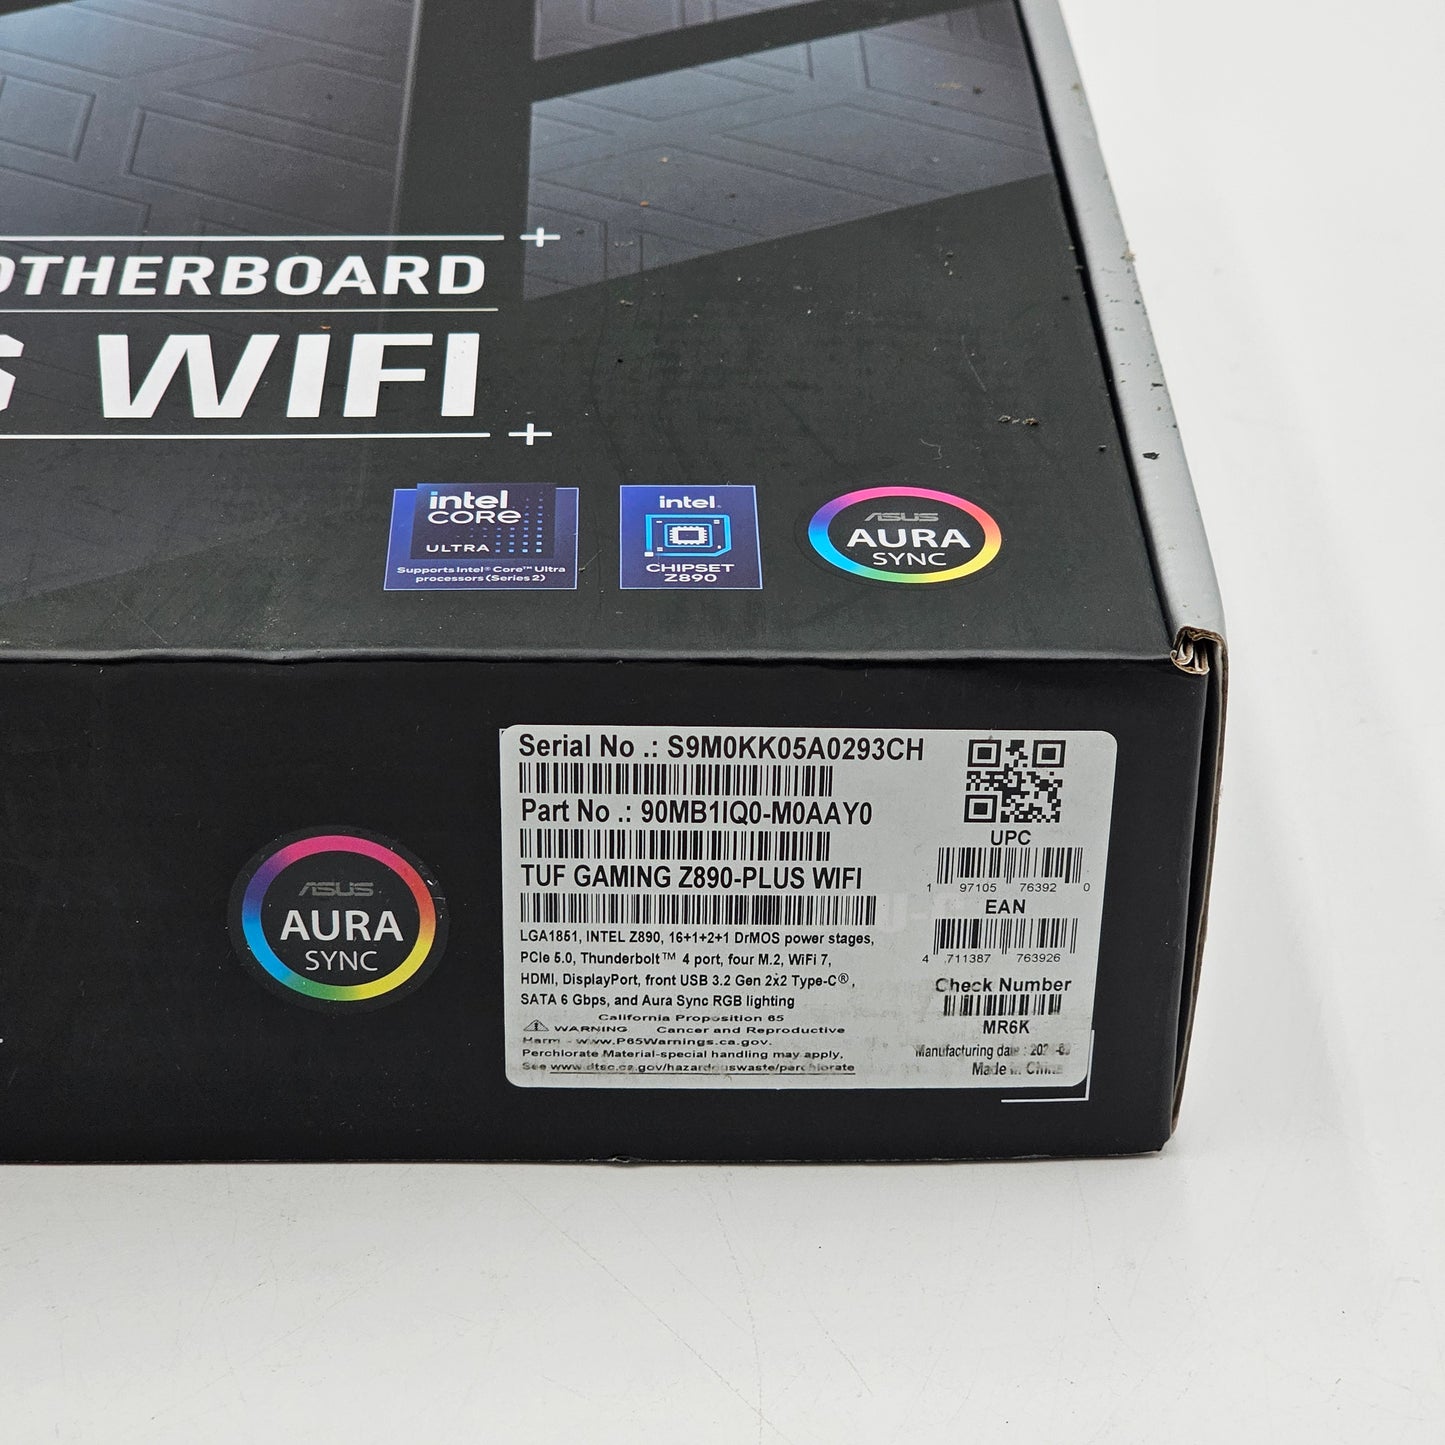 OTHERBOARD
S WIFI
intel
CORE
ULTRA
Supports Intel® Core™ Ultra
processors (Series 2)
intel.
CHIPSET
Z890
ASUS
AURA
SYNC
ASUS
AURA
SYNC
Serial No .: S9M0KK05A0293CH
Part No .: 90MB1IQ0-M0AAY0
TUF GAMING Z890-PLUS WIFI
LGA1851, INTEL Z890, 16+1+2+1 DrMOS power stages,
PCIe 5.0, Thunderbolt™ 4 port, four M.2, WiFi 7,
HDMI, DisplayPort, front USB 3.2 Gen 2x2 Type-C®,
SATA 6 Gbps, and Aura Sync RGB lighting
California Proposition 65
WARNING Cancer and Reproductive
Harm - www.P65Warnings.ca.gov.
Perchlorate Material-special handling may apply.
See www.dtsc.ca.gov/hazardouswaste/perchlorate
UPC
1 97105 76392 0
EAN
4 711387 763926
Check Number
MR6K
Manufacturing date :
Made in China